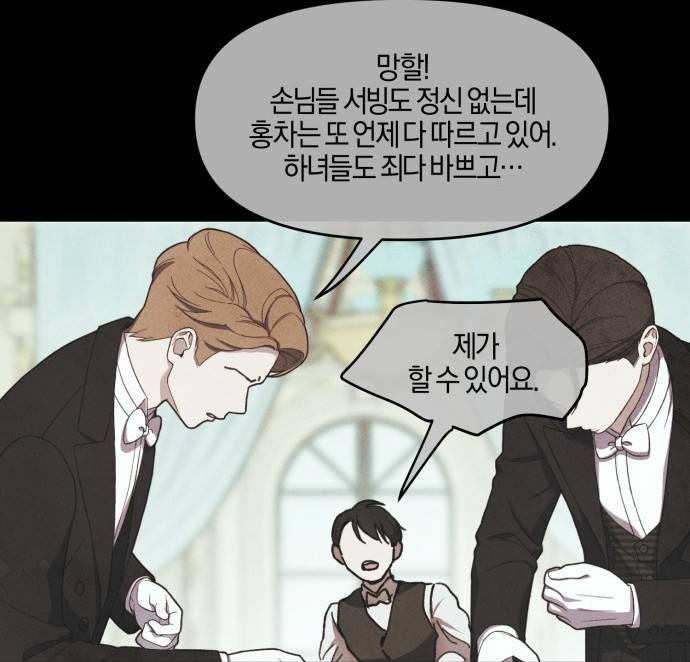 망할!
손님들 서빙도 정신 없는데
홍차는 또 언제 다 따르고 있어.
하녀들도 죄다 바쁘고…
제가
할 수 있어요.